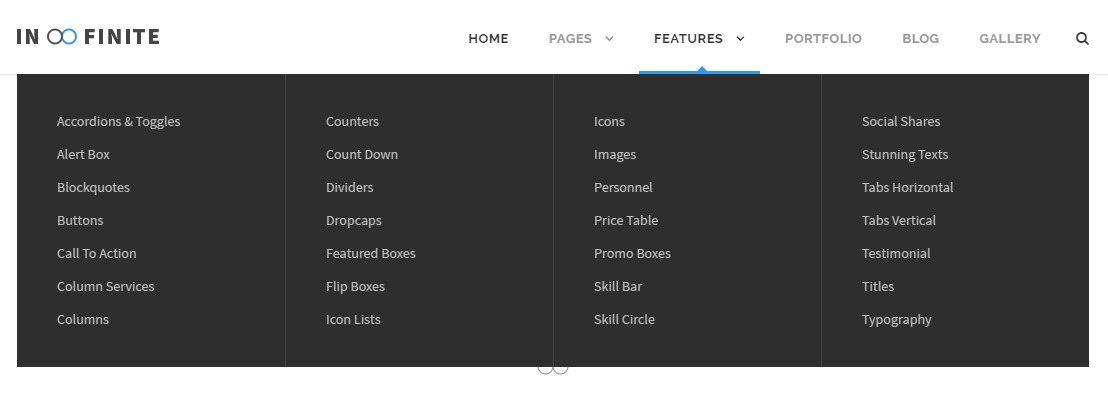 IN FINITE
HOME PAGES FEATURES PORTFOLIO BLOG GALLERY
Accordions & Toggles
Alert Box
Blockquotes
Buttons
Call To Action
Column Services
Columns
Counters
Count Down
Dividers
Dropcaps
Featured Boxes
Flip Boxes
Icon Lists
Icons
Images
Personnel
Price Table
Promo Boxes
Skill Bar
Skill Circle
Social Shares
Stunning Texts
Tabs Horizontal
Tabs Vertical
Testimonial
Titles
Typography